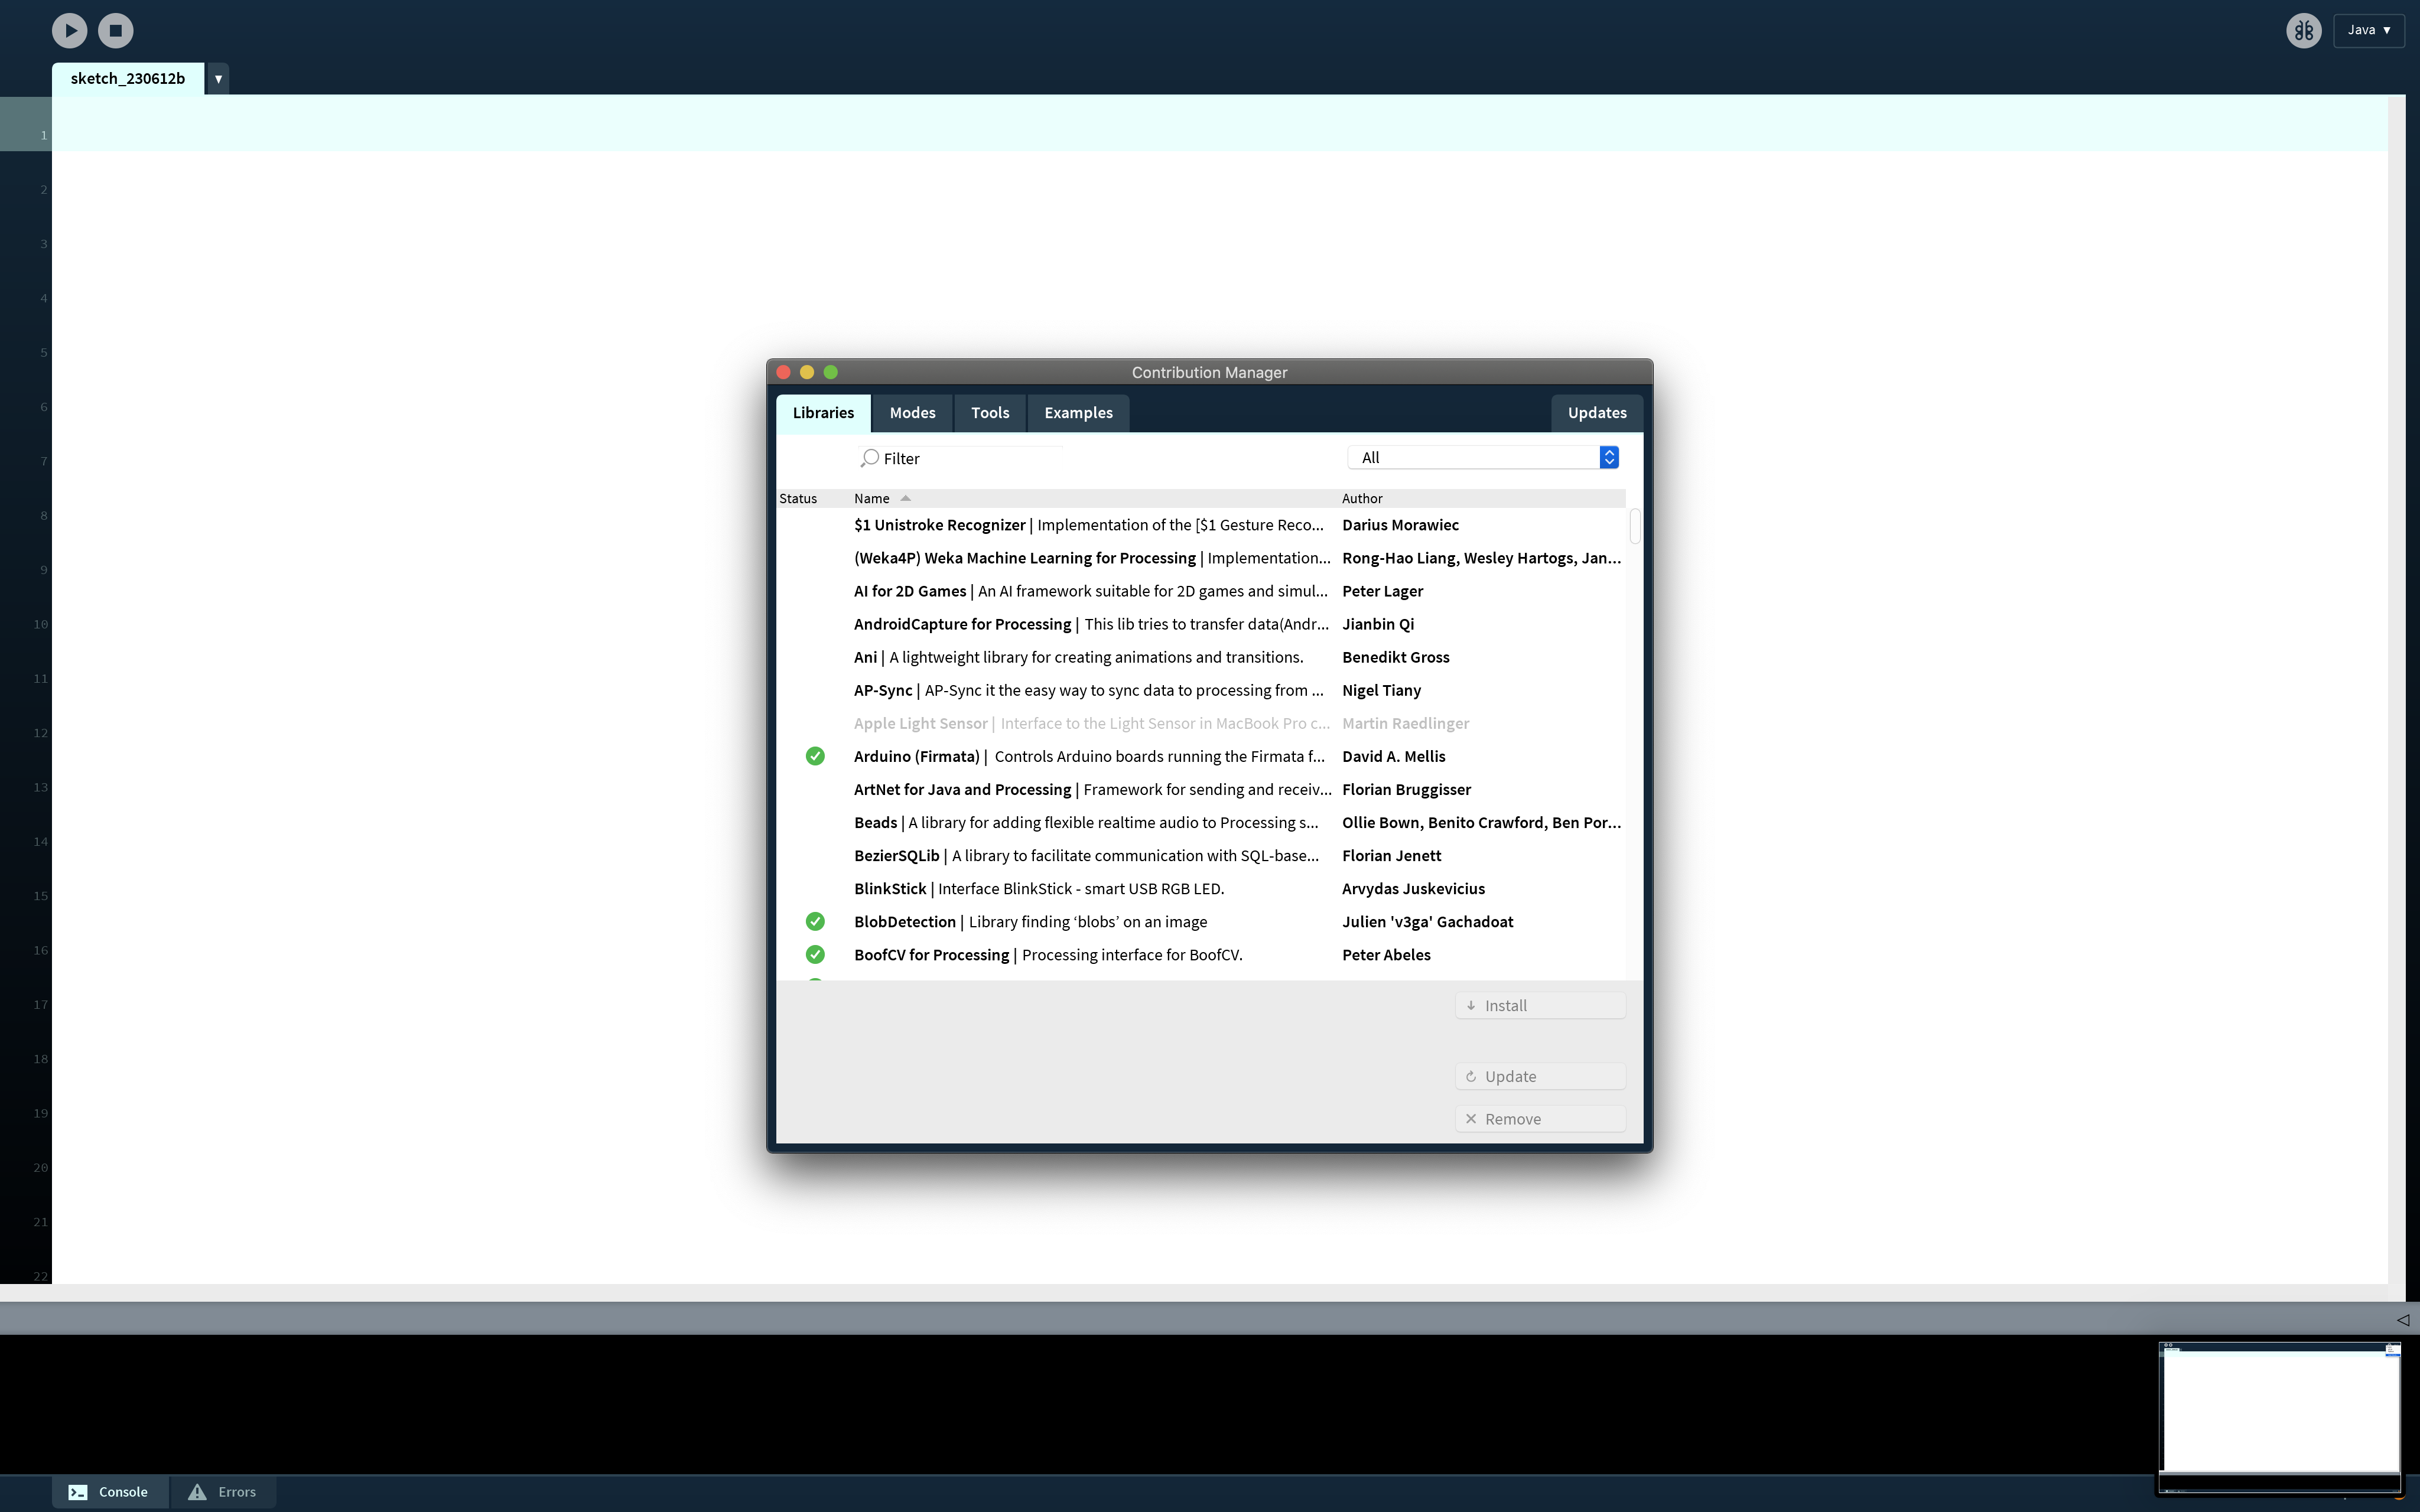 Java ▼
sketch_230612b ▼
1
2
3
4
5
6
7
8
9
10
11
12
13
14
15
16
17
18
19
20
21
22
Contribution Manager
Libraries Modes Tools Examples Updates
Filter All
Status Name Author
$1 Unistroke Recognizer | Implementation of the [$1 Gesture Reco... Darius Morawiec
(Weka4P) Weka Machine Learning for Processing | Implementation... Rong-Hao Liang, Wesley Hartogs, Jan...
AI for 2D Games | An AI framework suitable for 2D games and simul... Peter Lager
AndroidCapture for Processing | This lib tries to transfer data(Andr... Jianbin Qi
Ani | A lightweight library for creating animations and transitions. Benedikt Gross
AP-Sync | AP-Sync it the easy way to sync data to processing from ... Nigel Tiany
Apple Light Sensor | Interface to the Light Sensor in MacBook Pro c... Martin Raedlinger
Arduino (Firmata) | Controls Arduino boards running the Firmata f... David A. Mellis
ArtNet for Java and Processing | Framework for sending and receiv... Florian Bruggisser
Beads | A library for adding flexible realtime audio to Processing s... Ollie Bown, Benito Crawford, Ben Por...
BezierSQLib | A library to facilitate communication with SQL-base... Florian Jenett
BlinkStick | Interface BlinkStick - smart USB RGB LED. Arvydas Juskevicius
BlobDetection | Library finding ‘blobs’ on an image Julien 'v3ga' Gachadoat
BoofCV for Processing | Processing interface for BoofCV. Peter Abeles
Install
Update
Remove
Console Errors